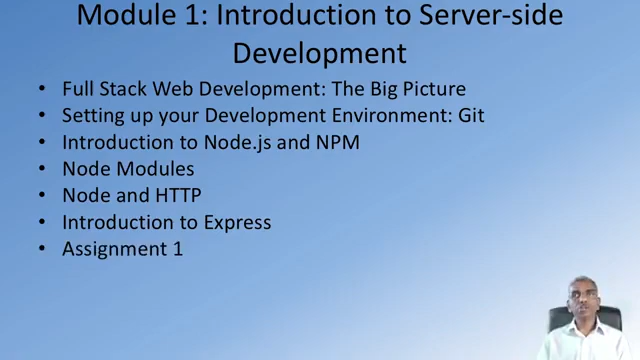 Module 1: Introduction to Server-side
Development
• Full Stack Web Development: The Big Picture
• Setting up your Development Environment: Git
• Introduction to Node.js and NPM
• Node Modules
• Node and HTTP
• Introduction to Express
• Assignment 1